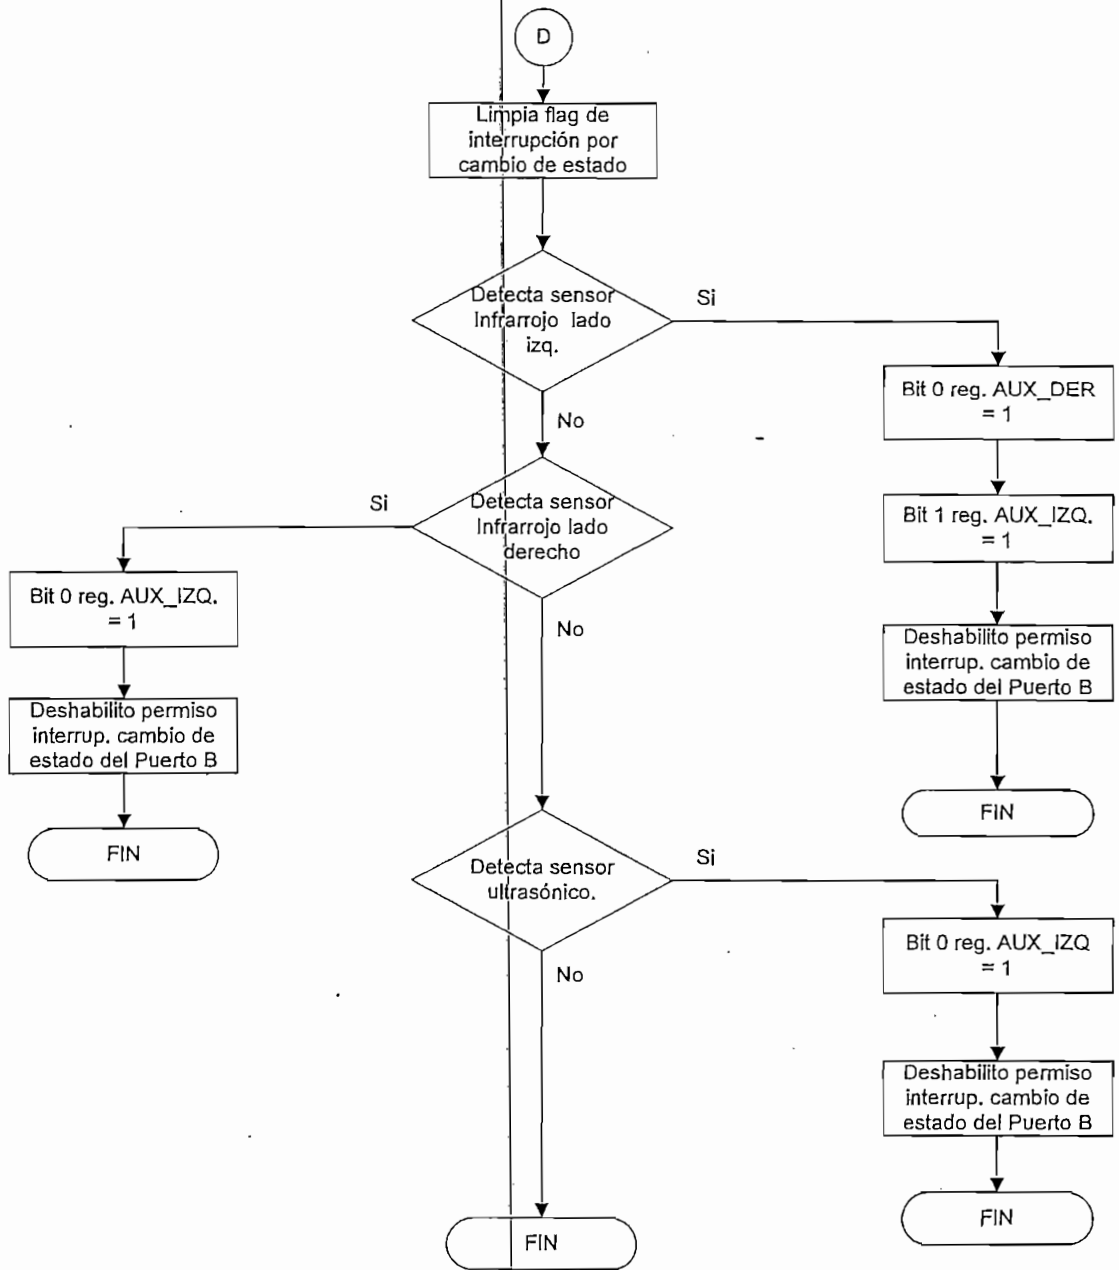 D
Limpia flag de
interrupción por
cambio de estado
Detecta sensor
Infrarrojo lado
izq.
Si
No
Bit 0 reg. AUX_DER
= 1
Bit 1 reg. AUX_IZQ.
= 1
Deshabilito permiso
interrup. cambio de
estado del Puerto B
FIN
Detecta sensor
Infrarrojo lado
derecho
Si
No
Bit 0 reg. AUX_IZQ.
= 1
Deshabilito permiso
interrup. cambio de
estado del Puerto B
FIN
Detecta sensor
ultrasónico.
Si
No
Bit 0 reg. AUX_IZQ
= 1
Deshabilito permiso
interrup. cambio de
estado del Puerto B
FIN
FIN